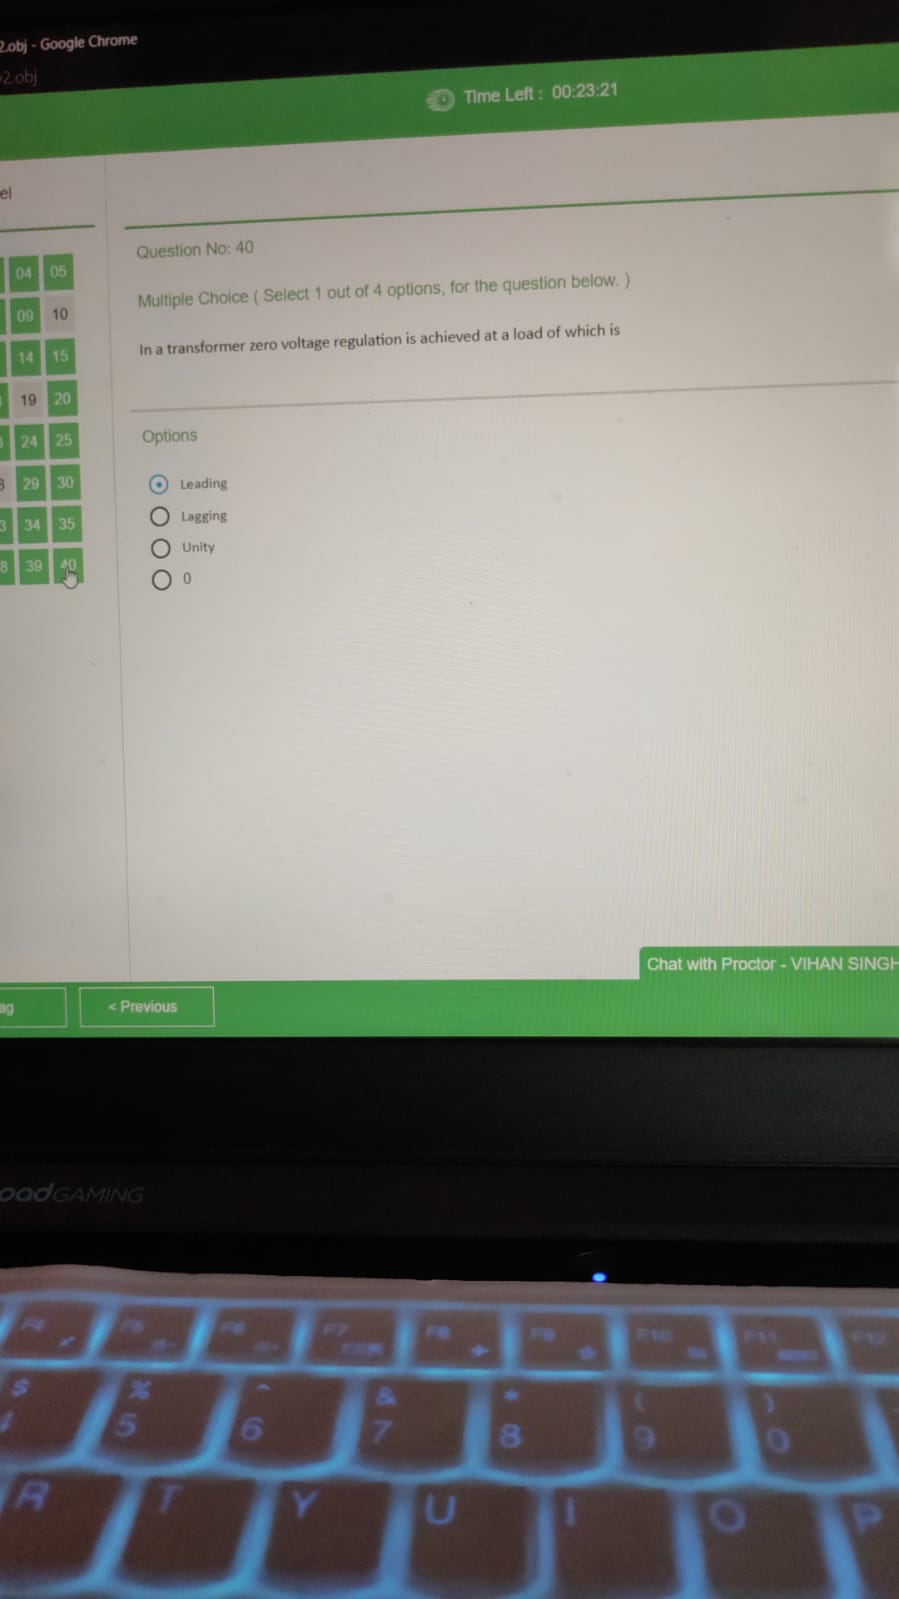 2.obj - Google Chrome
2.obj
Time Left : 00:23:21
el
Question No: 40
Multiple Choice ( Select 1 out of 4 options, for the question below. )
In a transformer zero voltage regulation is achieved at a load of which is
04 05
09 10
14 15
19 20
24 25
29 30
3 34 35
8 39 40
Options
Leading
Lagging
Unity
0
Chat with Proctor - VIHAN SINGH
ag
< Previous
oadGAMING
F4 F5 F6 F7 F8 F9 F10 F11 F12
$ % ^ & * ( )
4 5 6 7 8 9 0
R T Y U I O P